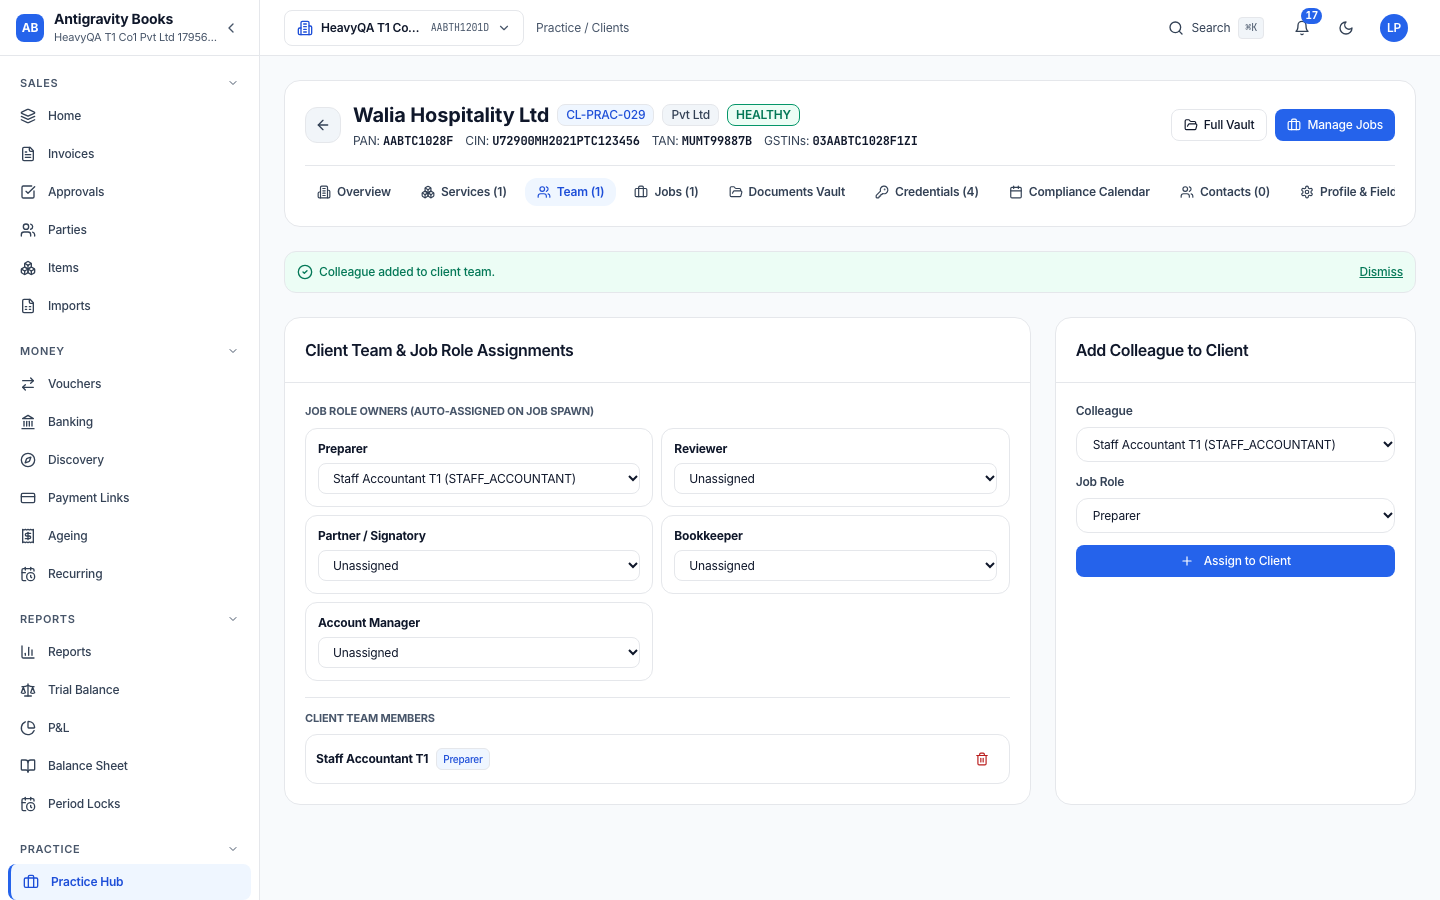 AB
Antigravity Books
HeavyQA T1 Co1 Pvt Ltd 17956...
SALES
Home
Invoices
Approvals
Parties
Items
Imports
MONEY
Vouchers
Banking
Discovery
Payment Links
Ageing
Recurring
REPORTS
Reports
Trial Balance
P&L
Balance Sheet
Period Locks
PRACTICE
Practice Hub
HeavyQA T1 Co... AABTH1201D
Practice / Clients
Search ⌘K
17
LP
Walia Hospitality Ltd CL-PRAC-029 Pvt Ltd HEALTHY
PAN: AABTC1028F CIN: U72900MH2021PTC123456 TAN: MUMT99887B GSTINs: 03AABTC1028F1ZI
Full Vault
Manage Jobs
Overview Services (1) Team (1) Jobs (1) Documents Vault Credentials (4) Compliance Calendar Contacts (0) Profile & Field
Colleague added to client team.
Dismiss
Client Team & Job Role Assignments
JOB ROLE OWNERS (AUTO-ASSIGNED ON JOB SPAWN)
Preparer
Staff Accountant T1 (STAFF_ACCOUNTANT)
Reviewer
Unassigned
Partner / Signatory
Unassigned
Bookkeeper
Unassigned
Account Manager
Unassigned
CLIENT TEAM MEMBERS
Staff Accountant T1 Preparer
Add Colleague to Client
Colleague
Staff Accountant T1 (STAFF_ACCOUNTANT)
Job Role
Preparer
Assign to Client